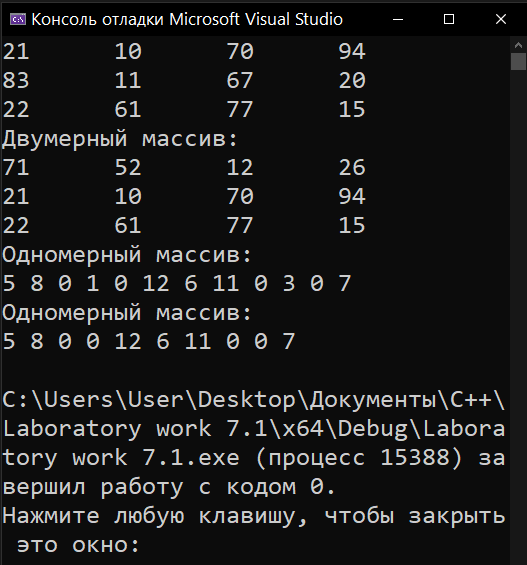 Консоль отладки Microsoft Visual Studio
21 10 70 94
83 11 67 20
22 61 77 15
Двумерный массив:
71 52 12 26
21 10 70 94
22 61 77 15
Одномерный массив:
5 8 0 1 0 12 6 11 0 3 0 7
Одномерный массив:
5 8 0 0 12 6 11 0 0 7
C:\Users\User\Desktop\Документы\C++\
Laboratory work 7.1\x64\Debug\Labora
tory work 7.1.exe (процесс 15388) за
вершил работу с кодом 0.
Нажмите любую клавишу, чтобы закрыть
это окно: